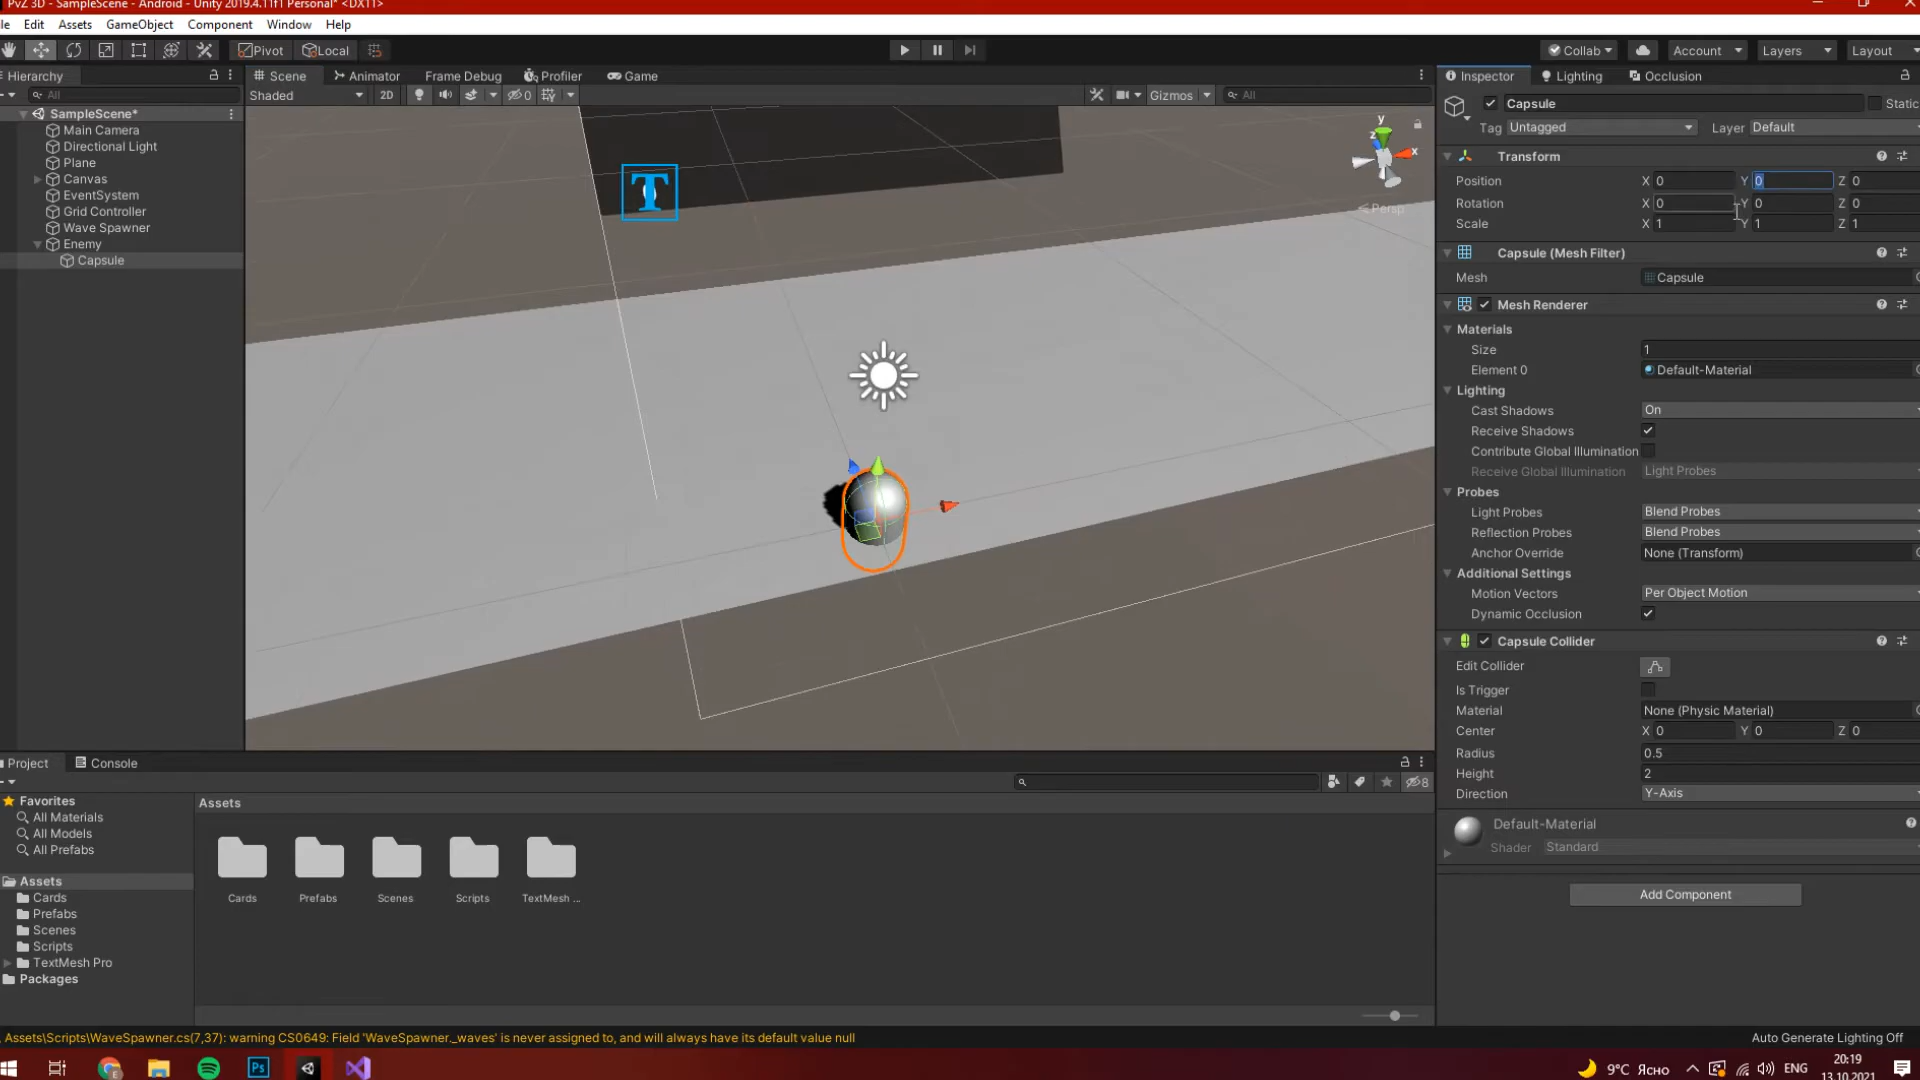 PvZ 3D - SampleScene - Android - Unity 2019.4.11f1 Personal* <DX11>
Edit Assets GameObject Component Window Help
Pivot Local Collab Account Layers Layout
Hierarchy
All
SampleScene*
Main Camera
Directional Light
Plane
Canvas
EventSystem
Grid Controller
Wave Spawner
Enemy
Capsule
Scene Animator Frame Debug Profiler Game
Shaded 2D 0 Gizmos All
T
y
z
x
< Persp
Inspector Lighting Occlusion
Capsule Static
Tag Untagged Layer Default
Transform
Position X 0 Y 0 Z 0
Rotation X 0 Y 0 Z 0
Scale X 1 Y 1 Z 1
Capsule (Mesh Filter)
Mesh Capsule
Mesh Renderer
Materials
Size 1
Element 0 Default-Material
Lighting
Cast Shadows On
Receive Shadows
Contribute Global Illumination
Receive Global Illumination Light Probes
Probes
Light Probes Blend Probes
Reflection Probes Blend Probes
Anchor Override None (Transform)
Additional Settings
Motion Vectors Per Object Motion
Dynamic Occlusion
Capsule Collider
Edit Collider
Is Trigger
Material None (Physic Material)
Center X 0 Y 0 Z 0
Radius 0.5
Height 2
Direction Y-Axis
Default-Material
Shader Standard
Add Component
Project Console
8
Favorites
All Materials
All Models
All Prefabs
Assets
Cards
Prefabs
Scenes
Scripts
TextMesh Pro
Packages
Assets
Cards Prefabs Scenes Scripts TextMesh ...
Assets\Scripts\WaveSpawner.cs(7,37): warning CS0649: Field 'WaveSpawner._waves' is never assigned to, and will always have its default value null
Auto Generate Lighting Off
Ps
9°C Ясно ENG
20:19
13.10.2021